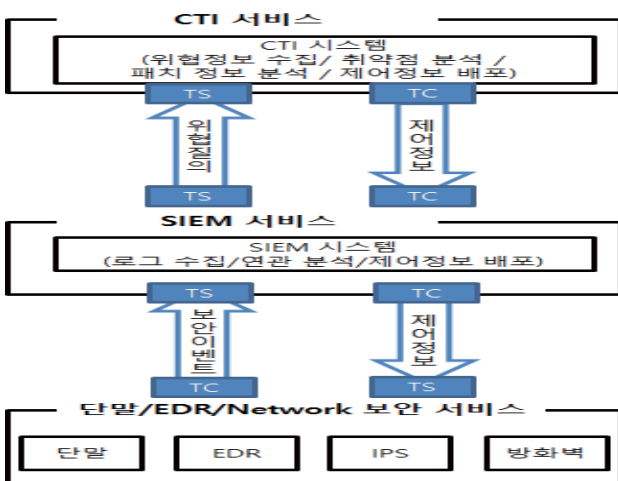 CTI 서비스
CTI 시스템
(위협정보 수집/ 취약점 분석 /
패치 정보 분석 / 제어정보 배포)
TS
TC
위협질의
제어정보
TS
TC
SIEM 서비스
SIEM 시스템
(로그 수집/연관 분석/제어정보 배포)
TS
TC
보안이벤트
제어정보
TC
TS
단말/EDR/Network 보안 서비스
단말
EDR
IPS
방화벽